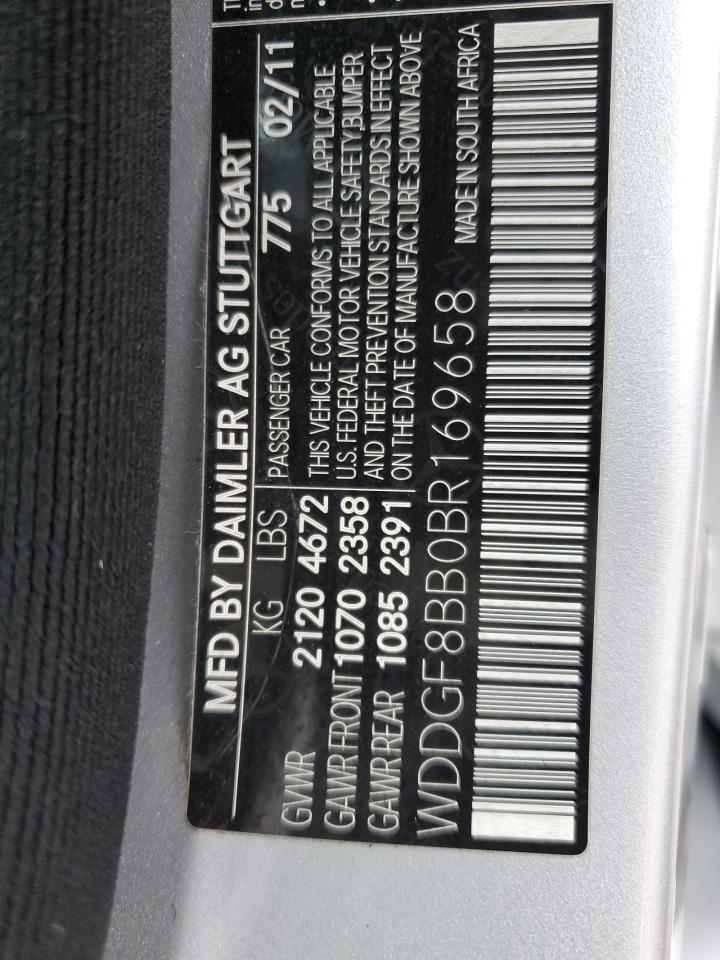 MFD BY DAIMLER AG STUTTGART
KG LBS
GVWR 2120 4672
GAWR FRONT 1070 2358
GAWR REAR 1085 2391
PASSENGER CAR 775 02/11
THIS VEHICLE CONFORMS TO ALL APPLICABLE
U.S. FEDERAL MOTOR VEHICLE SAFETY,BUMPER
AND THEFT PREVENTION STANDARDS IN EFFECT
ON THE DATE OF MANUFACTURE SHOWN ABOVE
WDDGF8BB0BR169658 MADE IN SOUTH AFRICA